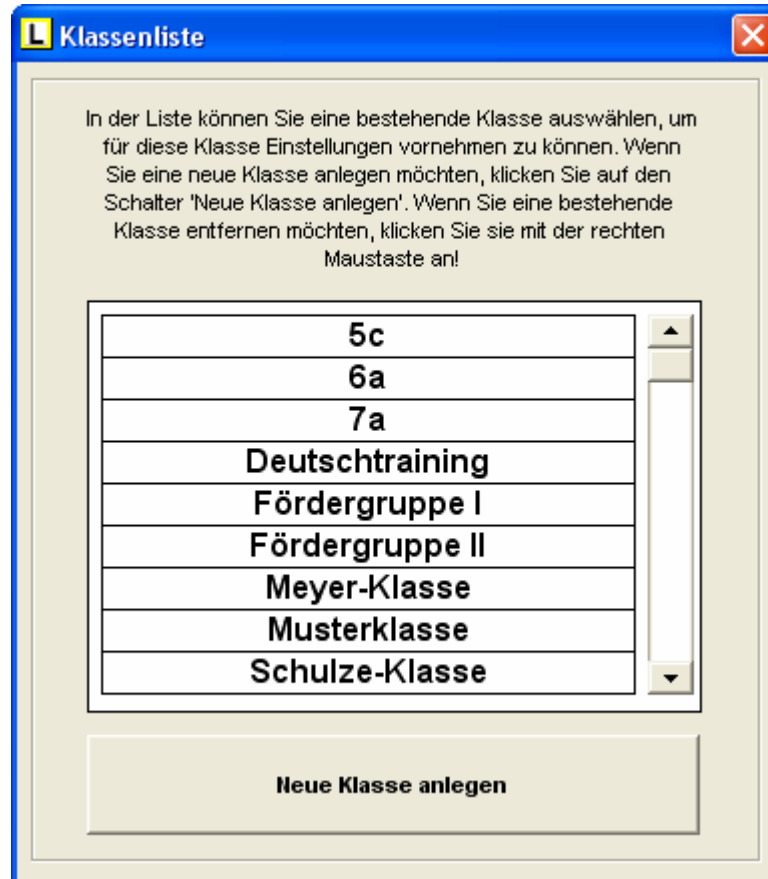 L Klassenliste
In der Liste können Sie eine bestehende Klasse auswählen, um
für diese Klasse Einstellungen vornehmen zu können. Wenn
Sie eine neue Klasse anlegen möchten, klicken Sie auf den
Schalter 'Neue Klasse anlegen'. Wenn Sie eine bestehende
Klasse entfernen möchten, klicken Sie sie mit der rechten
Maustaste an!
5c
6a
7a
Deutschtraining
Fördergruppe I
Fördergruppe II
Meyer-Klasse
Musterklasse
Schulze-Klasse
Neue Klasse anlegen